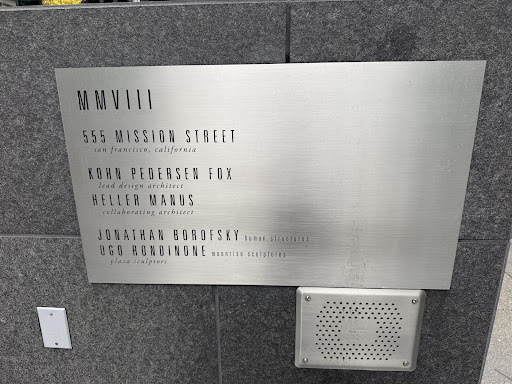 MMVIII
555 MISSION STREET
san francisco, california
KOHN PEDERSEN FOX
lead design architect
HELLER MANUS
collaborating architect
JONATHAN BOROFSKY human structures
UGO RONDINONE moonrise sculptures
plaza sculptors